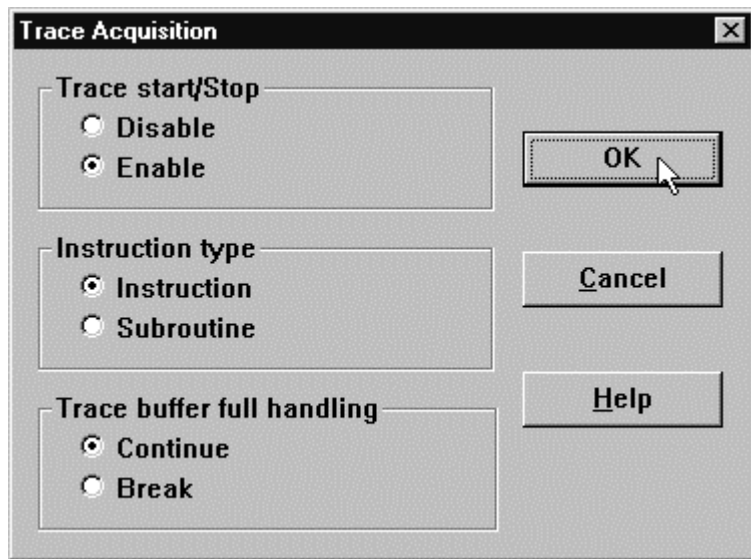 Trace Acquisition
Trace start/Stop
Disable
Enable
OK
Instruction type
Instruction
Subroutine
Cancel
Trace buffer full handling
Continue
Break
Help